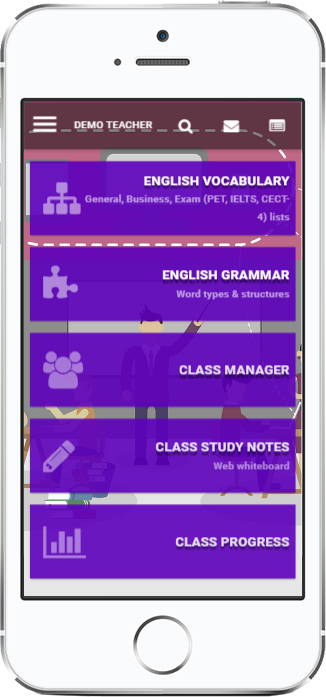 DEMO TEACHER
ENGLISH VOCABULARY
General, Business, Exam (PET, IELTS, CECT-
4) lists
ENGLISH GRAMMAR
Word types & structures
CLASS MANAGER
CLASS STUDY NOTES
Web whiteboard
CLASS PROGRESS